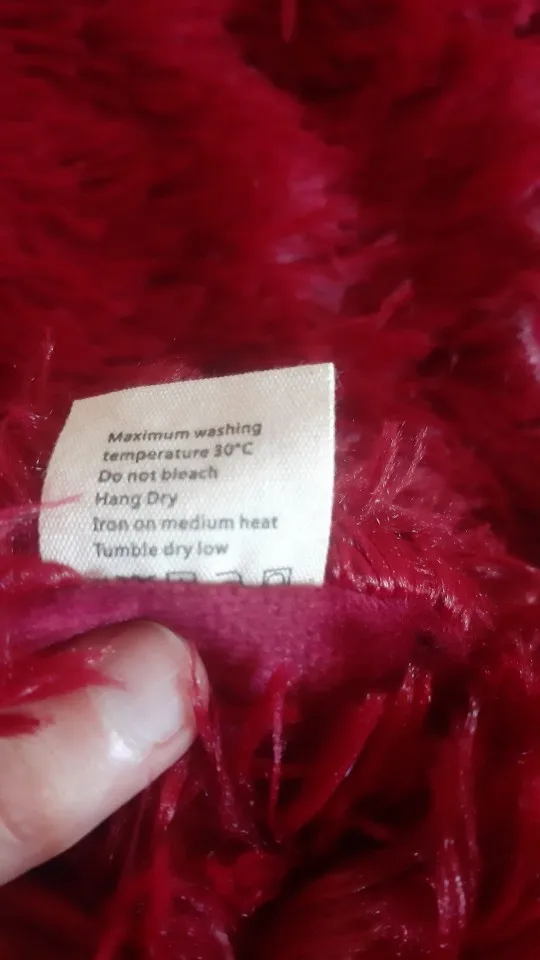 Maximum washing
temperature 30°C
Do not bleach
Hang Dry
Iron on medium heat
Tumble dry low